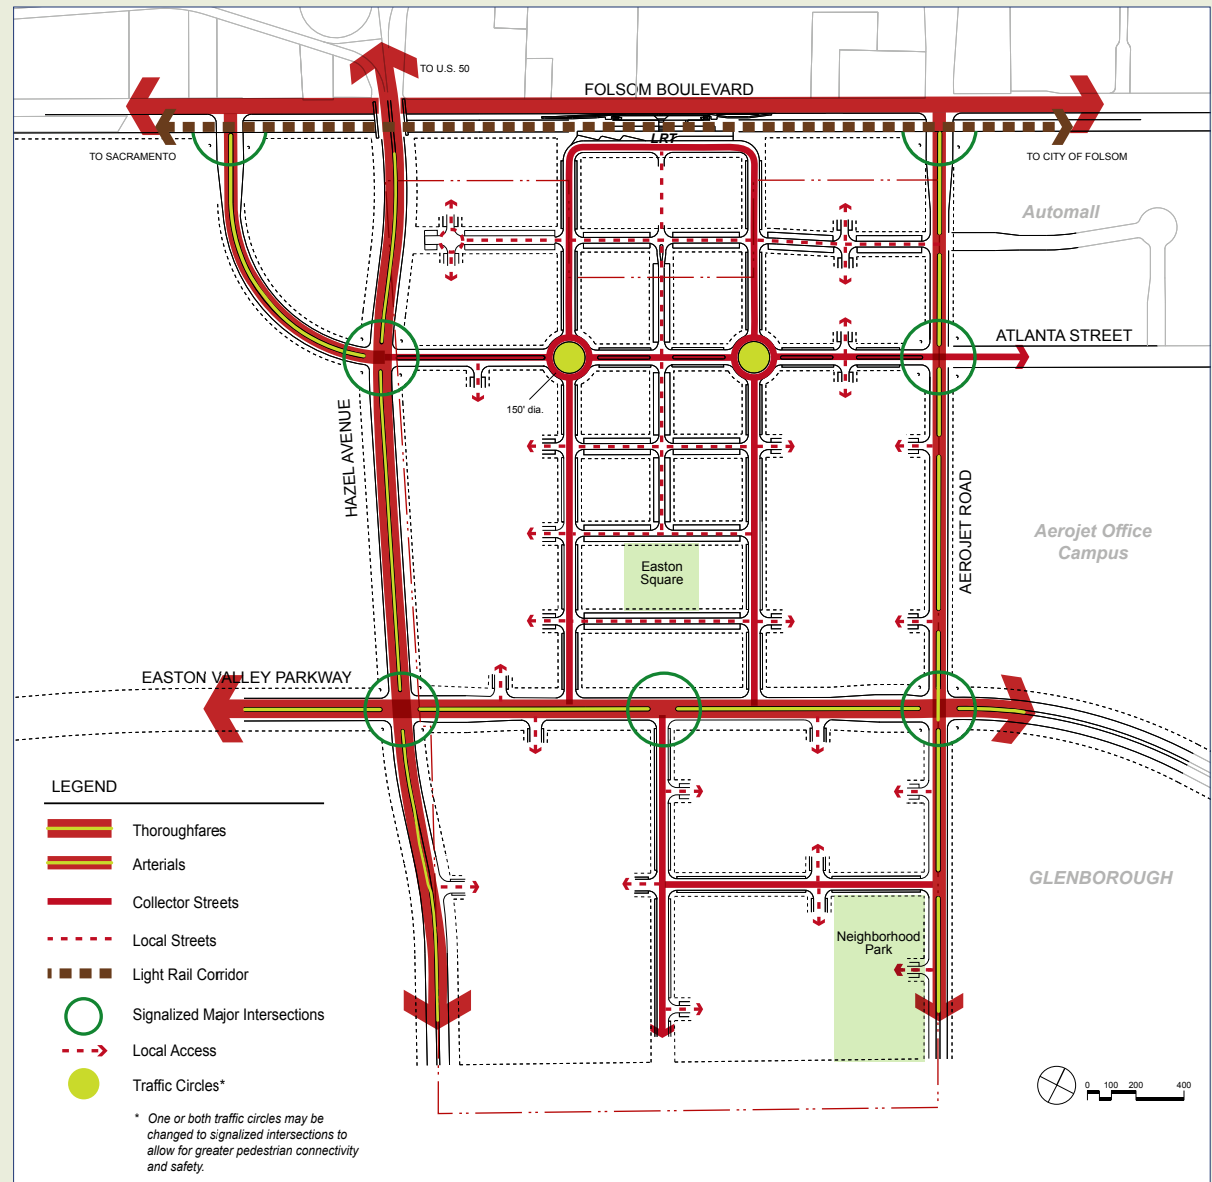 TO U.S. 50
FOLSOM BOULEVARD
LRT
TO SACRAMENTO
TO CITY OF FOLSOM
Automall
ATLANTA STREET
150' dia.
HAZEL AVENUE
AEROJET ROAD
Aerojet Office
Campus
Easton
Square
EASTON VALLEY PARKWAY
LEGEND
Thoroughfares
Arterials
Collector Streets
Local Streets
Light Rail Corridor
Signalized Major Intersections
Local Access
Traffic Circles*
* One or both traffic circles may be
changed to signalized intersections to
allow for greater pedestrian connectivity
and safety.
GLENBOROUGH
Neighborhood
Park
0 100 200 400